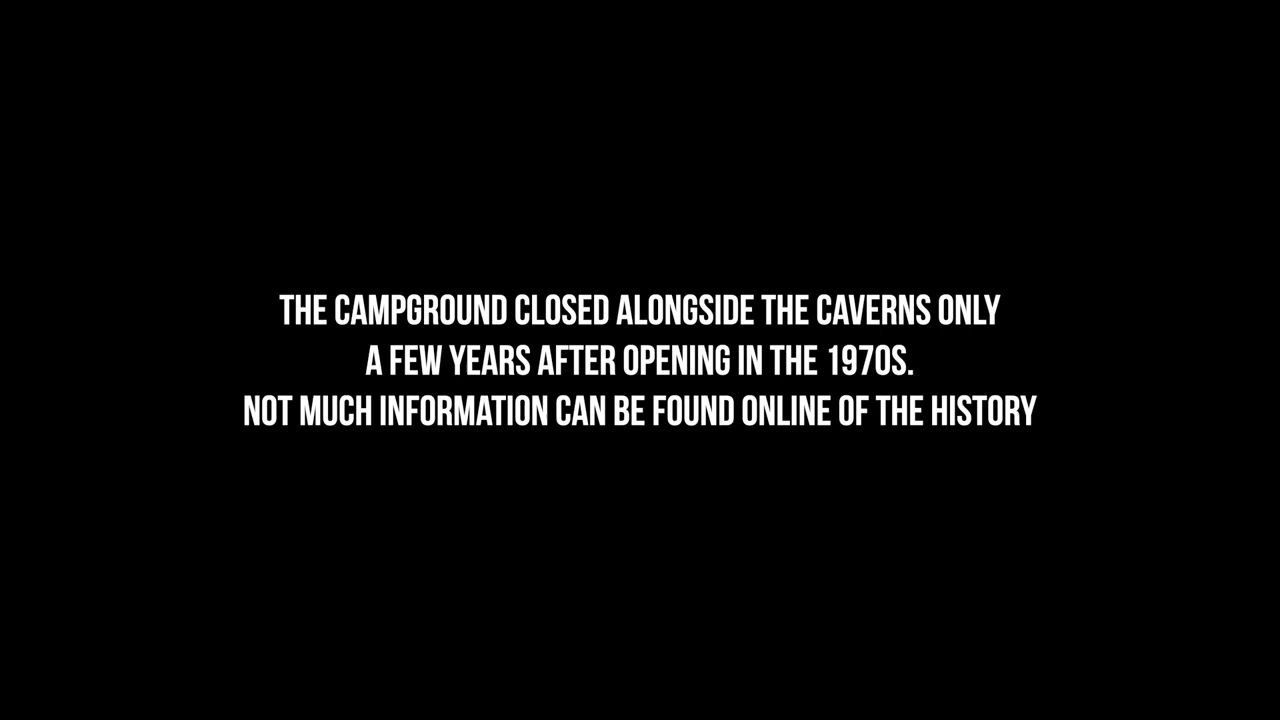 THE CAMPGROUND CLOSED ALONGSIDE THE CAVERNS ONLY
A FEW YEARS AFTER OPENING IN THE 1970S.
NOT MUCH INFORMATION CAN BE FOUND ONLINE OF THE HISTORY